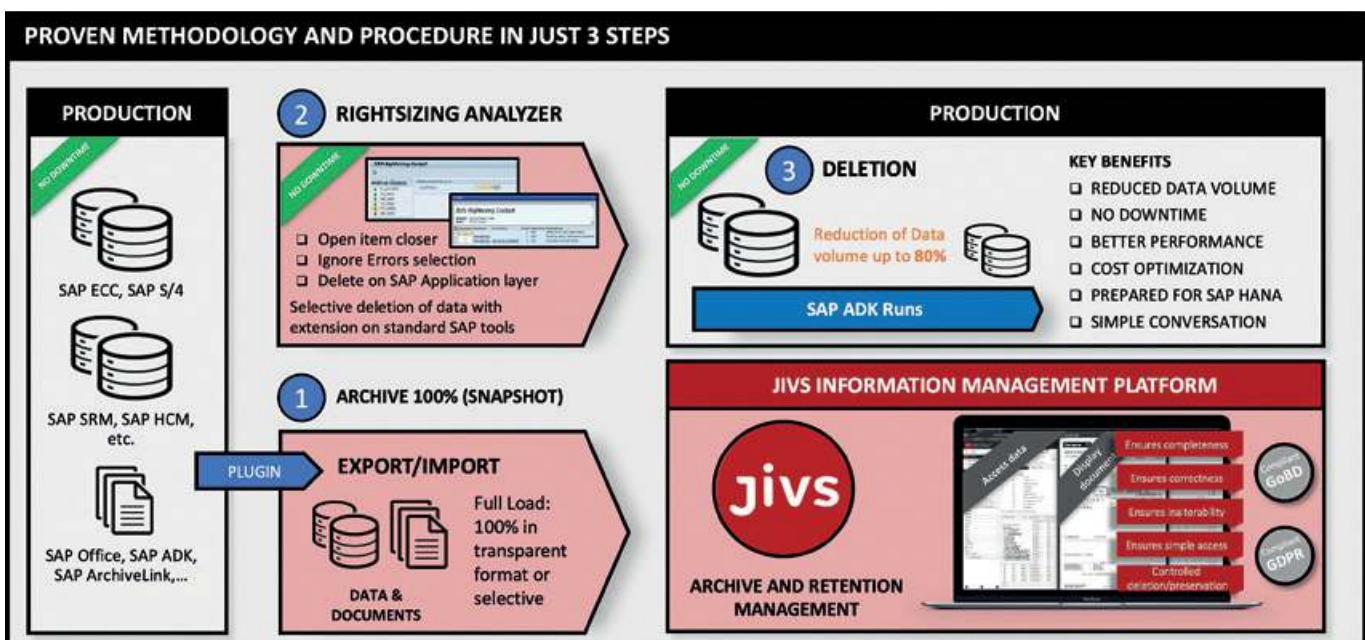 PROVEN METHODOLOGY AND PROCEDURE IN JUST 3 STEPS
PRODUCTION
NO DOWNTIME
SAP ECC, SAP S/4
SAP SRM, SAP HCM,
etc.
SAP Office, SAP ADK,
SAP ArchiveLink,...
PLUGIN
2 RIGHTSIZING ANALYZER
NO DOWNTIME
Open item closer
Ignore Errors selection
Delete on SAP Application layer
Selective deletion of data with
extension on standard SAP tools
1 ARCHIVE 100% (SNAPSHOT)
EXPORT/IMPORT
Full Load:
100% in
transparent
format or
selective
DATA &
DOCUMENTS
PRODUCTION
NO DOWNTIME
3 DELETION
Reduction of Data
volume up to 80%
SAP ADK Runs
KEY BENEFITS
REDUCED DATA VOLUME
NO DOWNTIME
BETTER PERFORMANCE
COST OPTIMIZATION
PREPARED FOR SAP HANA
SIMPLE CONVERSATION
JIVS INFORMATION MANAGEMENT PLATFORM
JIVS
ARCHIVE AND RETENTION
MANAGEMENT
Access data
Display
document
Ensures completeness
Ensures correctness
Ensures inalterability
Ensures simple access
Controlled
deletion/preservation
Compliant
GoBD
Compliant
GDPR